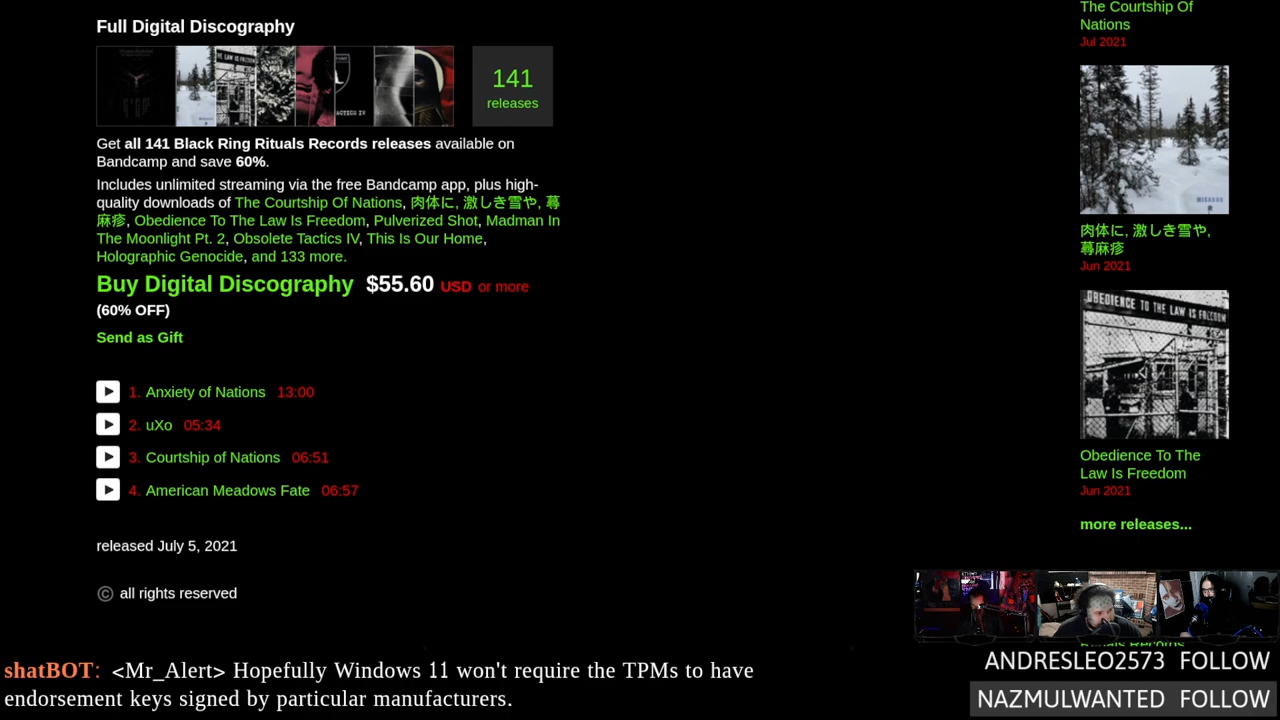 Full Digital Discography
141
releases
Get all 141 Black Ring Rituals Records releases available on
Bandcamp and save 60%.
Includes unlimited streaming via the free Bandcamp app, plus high-
quality downloads of The Courtship Of Nations, 肉体に, 激しき雪や, 蕁
麻疹, Obedience To The Law Is Freedom, Pulverized Shot, Madman In
The Moonlight Pt. 2, Obsolete Tactics IV, This Is Our Home,
Holographic Genocide, and 133 more.
Buy Digital Discography $55.60 USD or more
(60% OFF)
Send as Gift
1. Anxiety of Nations 13:00
2. uXo 05:34
3. Courtship of Nations 06:51
4. American Meadows Fate 06:57
released July 5, 2021
© all rights reserved
The Courtship Of
Nations
Jul 2021
肉体に, 激しき雪や,
蕁麻疹
Jun 2021
OBEDIENCE TO THE LAW IS FREEDOM
Obedience To The
Law Is Freedom
Jun 2021
more releases...
shatBOT: <Mr_Alert> Hopefully Windows 11 won't require the TPMs to have
endorsement keys signed by particular manufacturers.
ANDRESLEO2573 FOLLOW
NAZMULWANTED FOLLOW